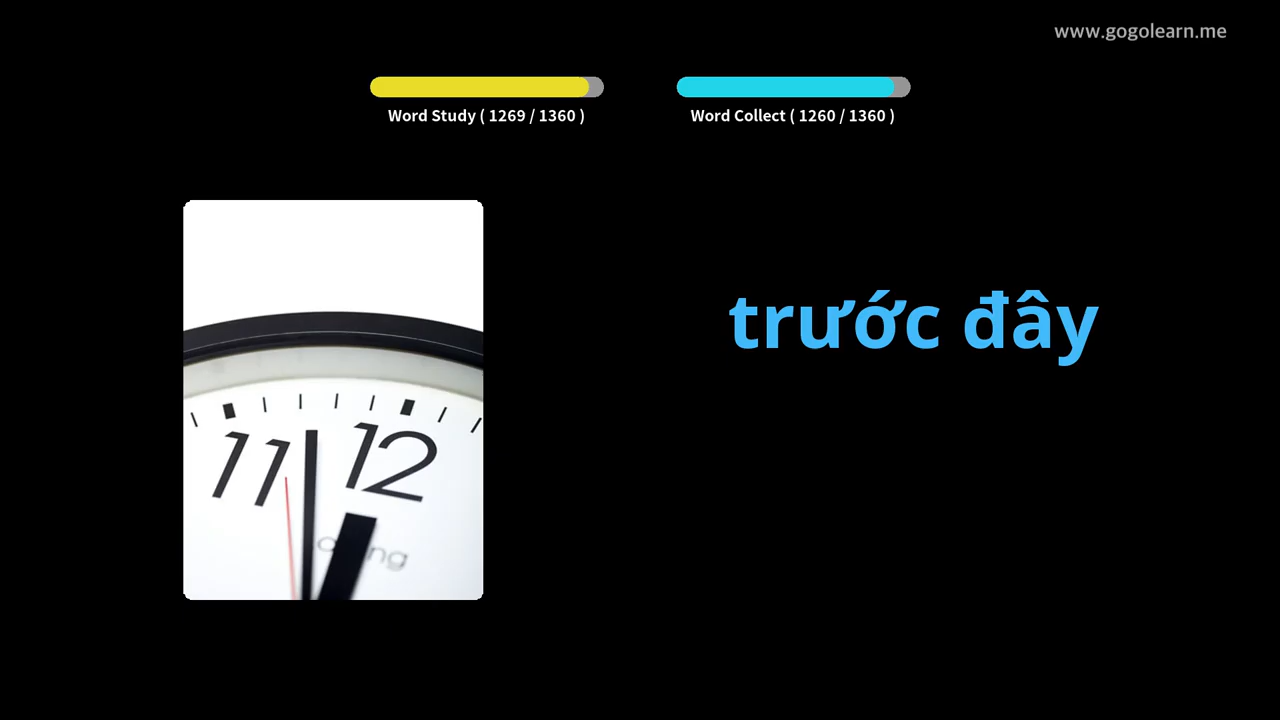 www.gogolearn.me
Word Study ( 1269 / 1360 )
Word Collect ( 1260 / 1360 )
trước đây
11 12